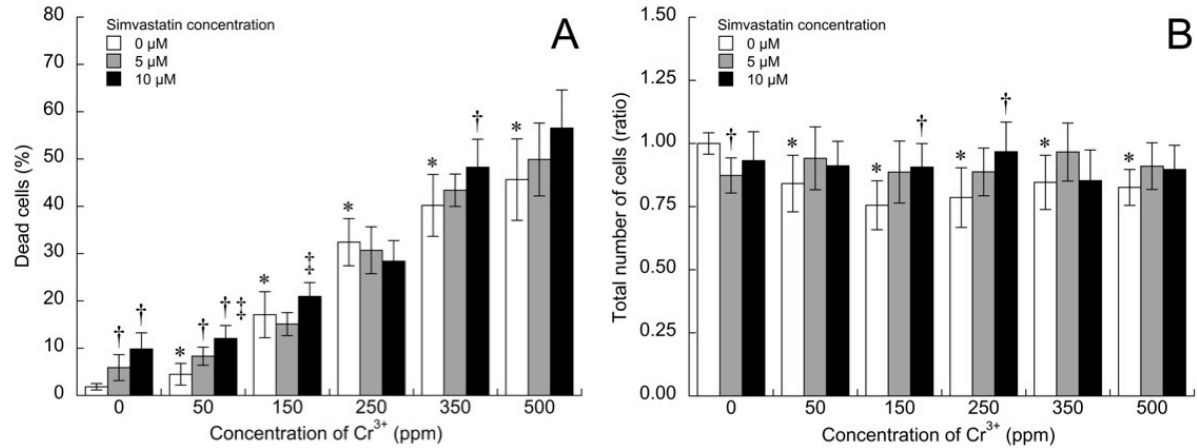 A
Dead cells (%)
80
70
60
50
40
30
20
10
0
Simvastatin concentration
0 µM
5 µM
10 µM
† †
* † † ‡
* ‡
*
* †
*
0 50 150 250 350 500
Concentration of Cr³⁺ (ppm)
B
Total number of cells (ratio)
1.50
1.25
1.00
0.75
0.50
0.25
0.00
Simvastatin concentration
0 µM
5 µM
10 µM
†
*
* †
* †
*
*
0 50 150 250 350 500
Concentration of Cr³⁺ (ppm)